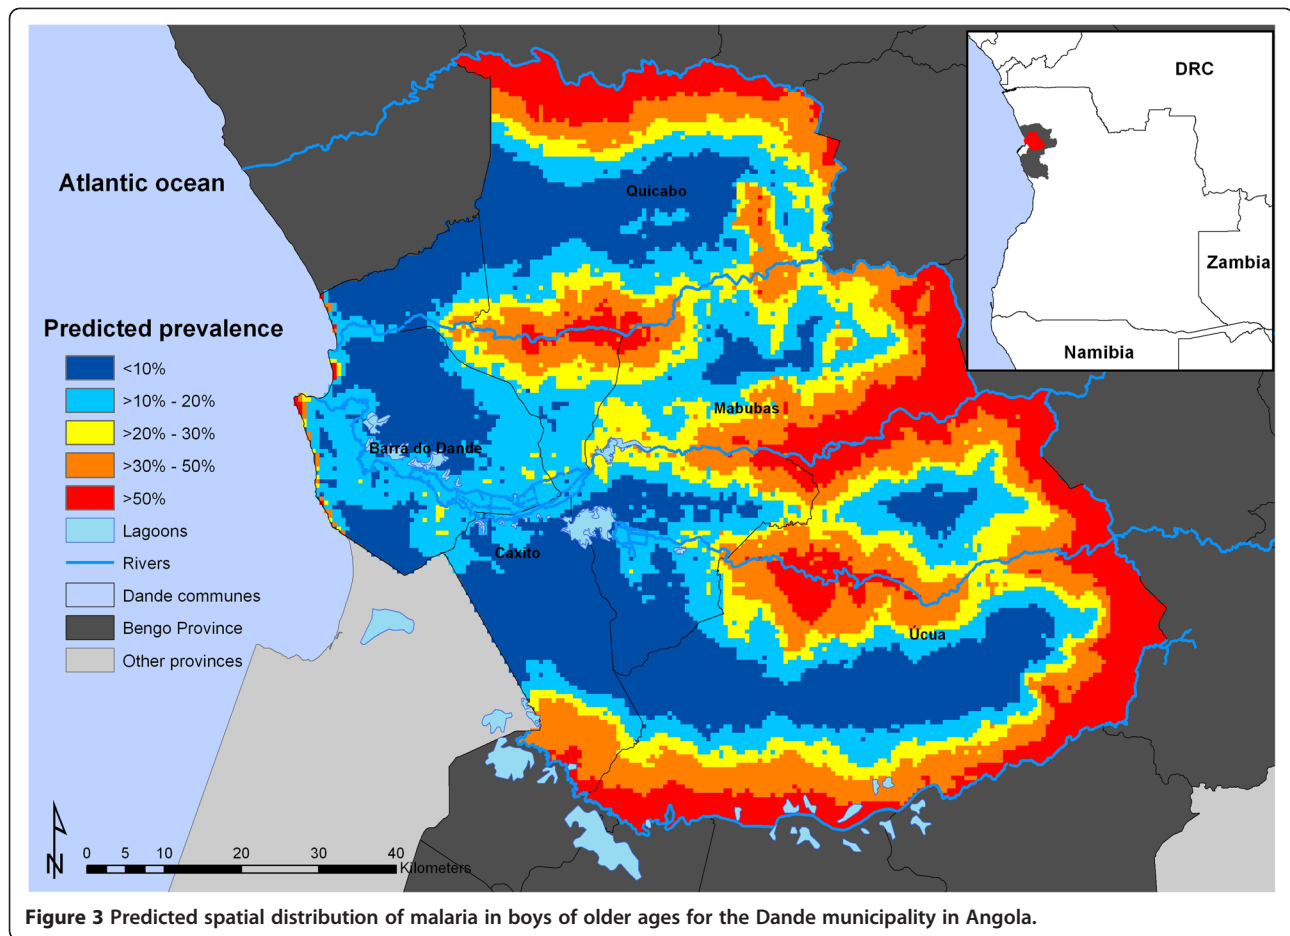 DRC
Zambia
Namibia
Atlantic ocean
Quicabo
Mabubas
Barra do Dande
Caxito
Úcua
Predicted prevalence
<10%
>10% - 20%
>20% - 30%
>30% - 50%
>50%
Lagoons
Rivers
Dande communes
Bengo Province
Other provinces
N
0 5 10 20 30 40
Kilometers
Figure 3 Predicted spatial distribution of malaria in boys of older ages for the Dande municipality in Angola.